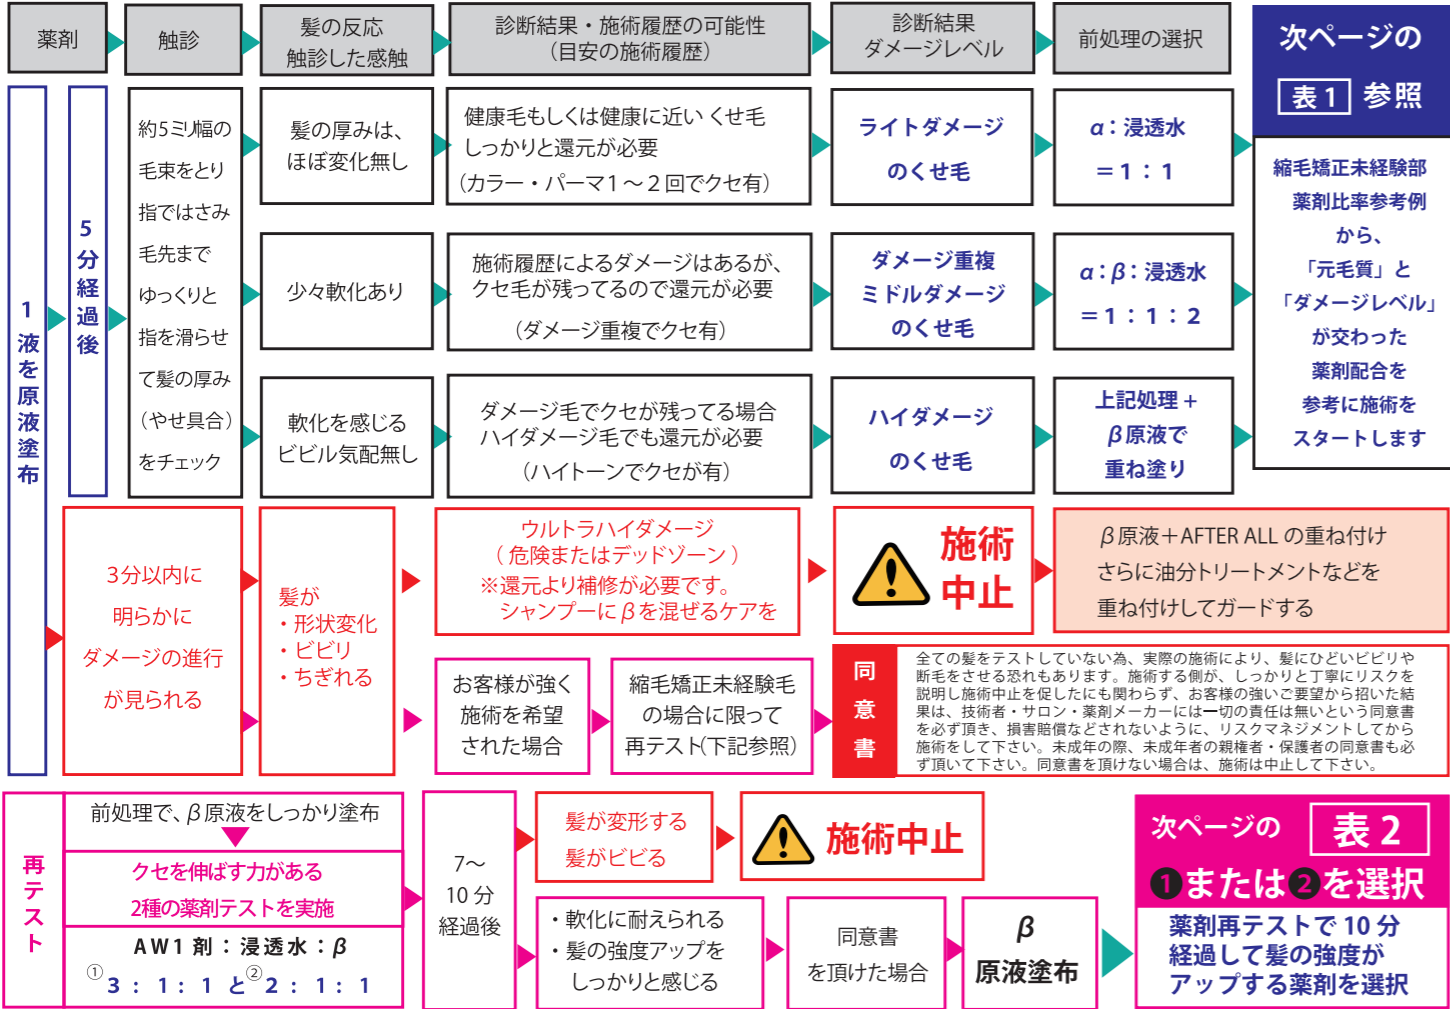 薬剤
触診
髪の反応
触診した感触
診断結果・施術履歴の可能性
（目安の施術履歴）
診断結果
ダメージレベル
前処理の選択
次ページの
表1 参照
1液を原液塗布
5分経過後
約5ミリ幅の
毛束をとり
指ではさみ
毛先まで
ゆっくりと
指を滑らせ
て髪の厚み
（やせ具合）
をチェック
髪の厚みは、
ほぼ変化無し
健康毛もしくは健康に近い くせ毛
しっかりと還元が必要
（カラー・パーマ1～2回でクセ有）
ライトダメージ
のくせ毛
α：浸透水
＝1：1
少々軟化あり
施術履歴によるダメージはあるが、
クセ毛が残ってるので還元が必要
（ダメージ重複でクセ有）
ダメージ重複
ミドルダメージ
のくせ毛
α：β：浸透水
＝1：1：2
軟化を感じる
ビビル気配無し
ダメージ毛でクセが残ってる場合
ハイダメージ毛でも還元が必要
（ハイトーンでクセが有）
ハイダメージ
のくせ毛
上記処理＋
β原液で
重ね塗り
縮毛矯正未経験部
薬剤比率参考例
から、
「元毛質」と
「ダメージレベル」
が交わった
薬剤配合を
参考に施術を
スタートします
3分以内に
明らかに
ダメージの進行
が見られる
髪が
・形状変化
・ビビリ
・ちぎれる
ウルトラハイダメージ
（ 危険またはデッドゾーン ）
※還元より補修が必要です。
シャンプーにβを混ぜるケアを
施術
中止
β原液＋AFTER ALL の重ね付け
さらに油分トリートメントなどを
重ね付けしてガードする
お客様が強く
施術を希望
された場合
縮毛矯正未経験毛
の場合に限って
再テスト（下記参照）
同意書
全ての髪をテストしていない為、実際の施術により、髪にひどいビビリや
断毛をさせる恐れもあります。施術する側が、しっかりと丁寧にリスクを
説明し施術中止を促したにも関わらず、お客様の強いご要望から招いた結
果は、技術者・サロン・薬剤メーカーには一切の責任は無いという同意書
を必ず頂き、損害賠償などされないように、リスクマネジメントしてから
施術をして下さい。未成年の際、未成年者の親権者・保護者の同意書も必
ず頂いて下さい。同意書を頂けない場合は、施術は中止して下さい。
再テスト
前処理で、β原液をしっかり塗布
クセを伸ばす力がある
2種の薬剤テストを実施
AW1剤：浸透水：β
①3：1：1と②2：1：1
7～
10分
経過後
髪が変形する
髪がビビる
施術中止
・軟化に耐えられる
・髪の強度アップを
しっかりと感じる
同意書
を頂けた場合
β
原液塗布
次ページの 表2
❶または❷を選択
薬剤再テストで10分
経過して髪の強度が
アップする薬剤を選択